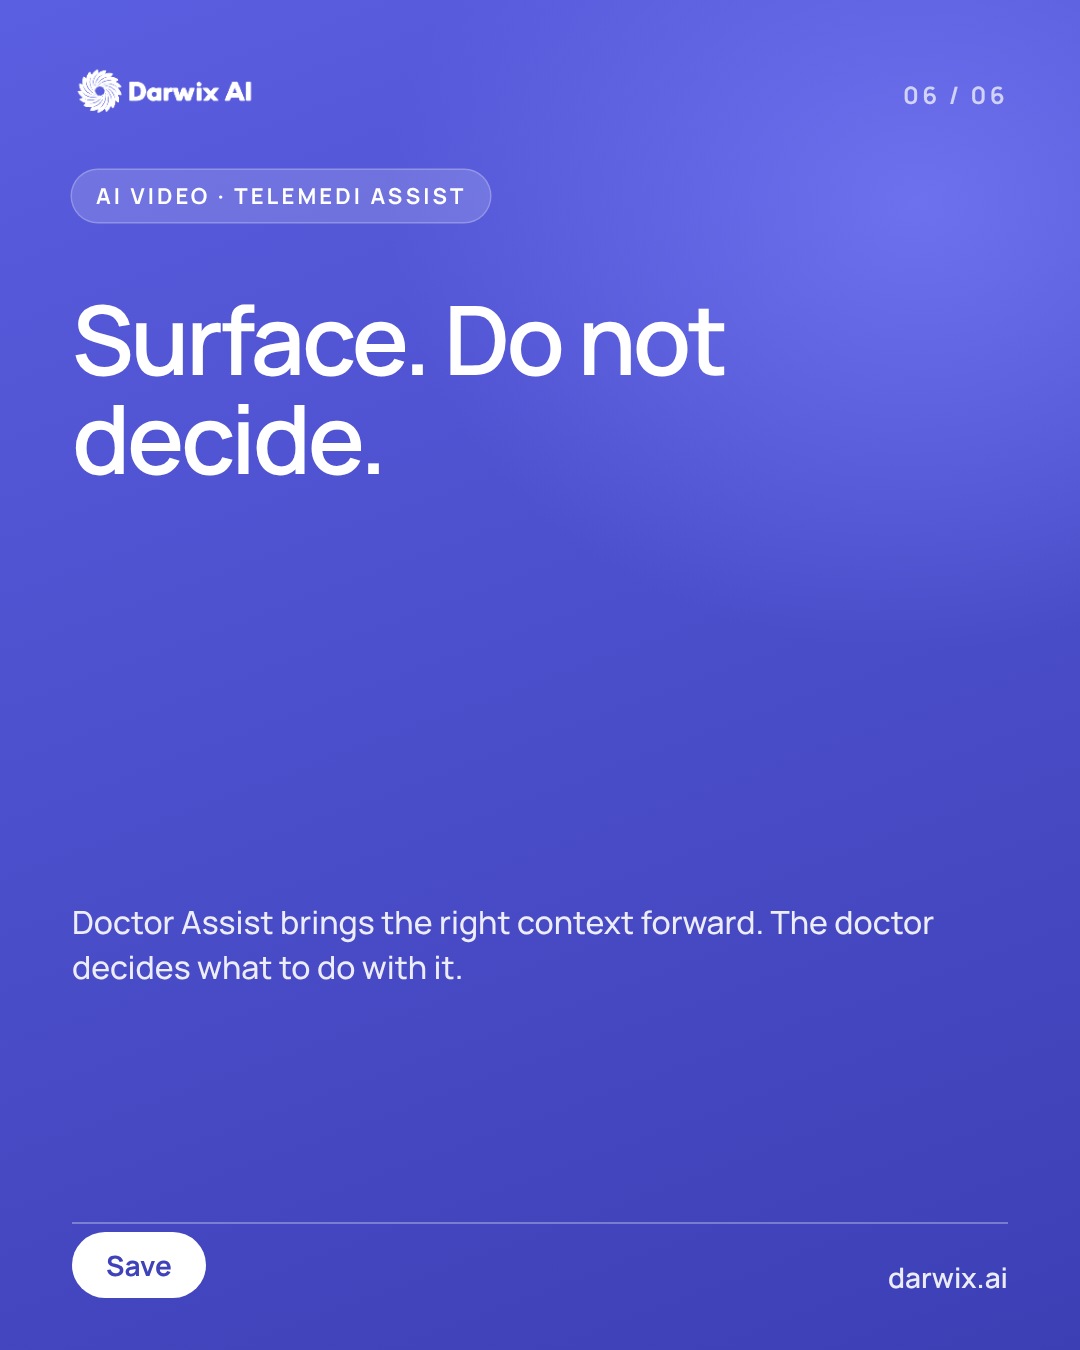 Darwix AI
06 / 06
AI VIDEO · TELEMEDI ASSIST
Surface. Do not
decide.
Doctor Assist brings the right context forward. The doctor
decides what to do with it.
Save
darwix.ai